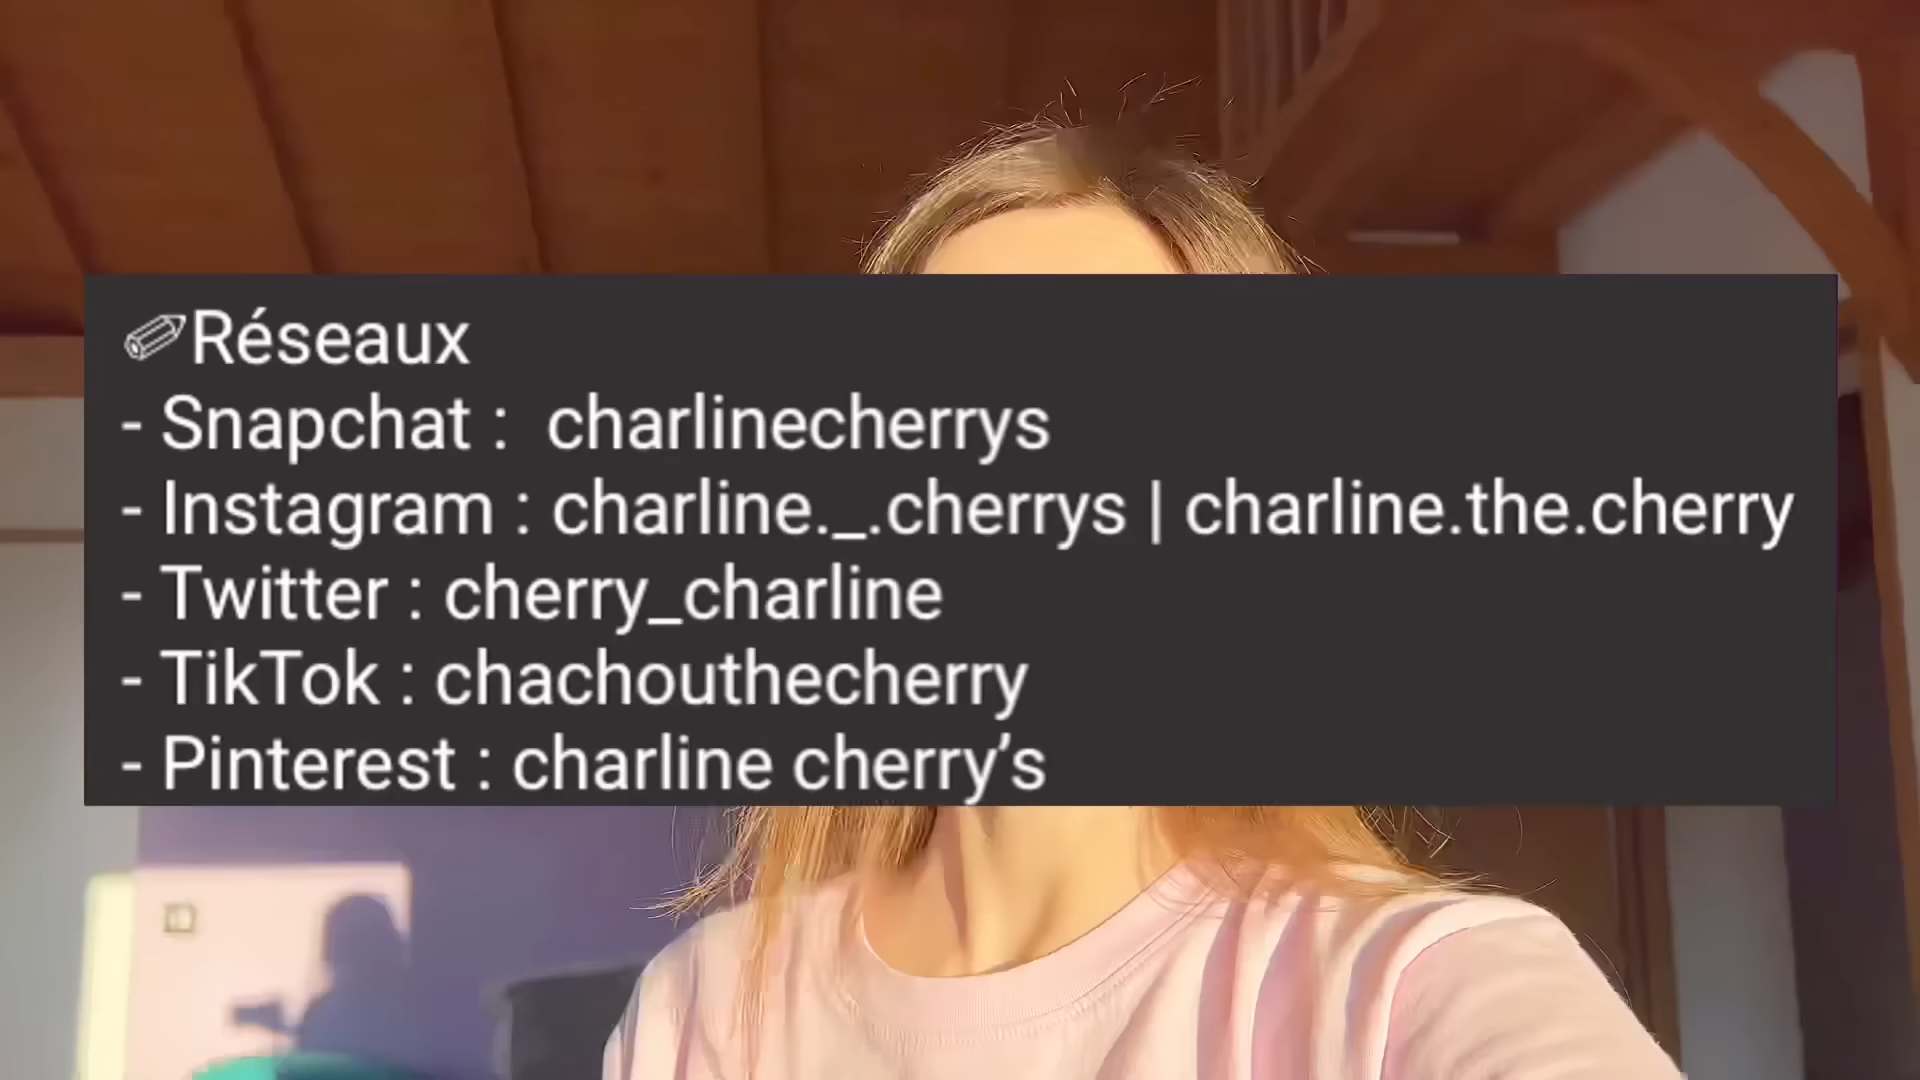 ✏Réseaux
- Snapchat :  charlinecherrys
- Instagram : charline._.cherrys | charline.the.cherry
- Twitter : cherry_charline
- TikTok : chachouthecherry
- Pinterest : charline cherry’s